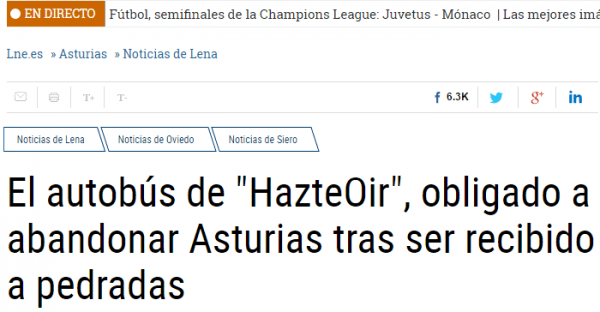 EN DIRECTO Fútbol, semifinales de la Champions League: Juvetus - Mónaco | Las mejores imá
Lne.es » Asturias » Noticias de Lena
T+ T- f 6.3K g+ in
Noticias de Lena Noticias de Oviedo Noticias de Siero
El autobús de "HazteOir", obligado a
abandonar Asturias tras ser recibido
a pedradas